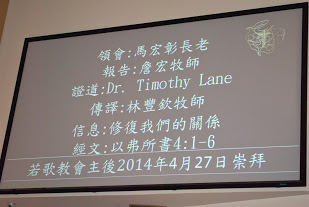 領會:馬宏彰長老
報告:詹宏牧師
證道:Dr. Timothy Lane
傳譯:林豐欽牧師
信息:修復我們的關係
經文:以弗所書4:1-6
若歌教會主後2014年4月27日崇拜